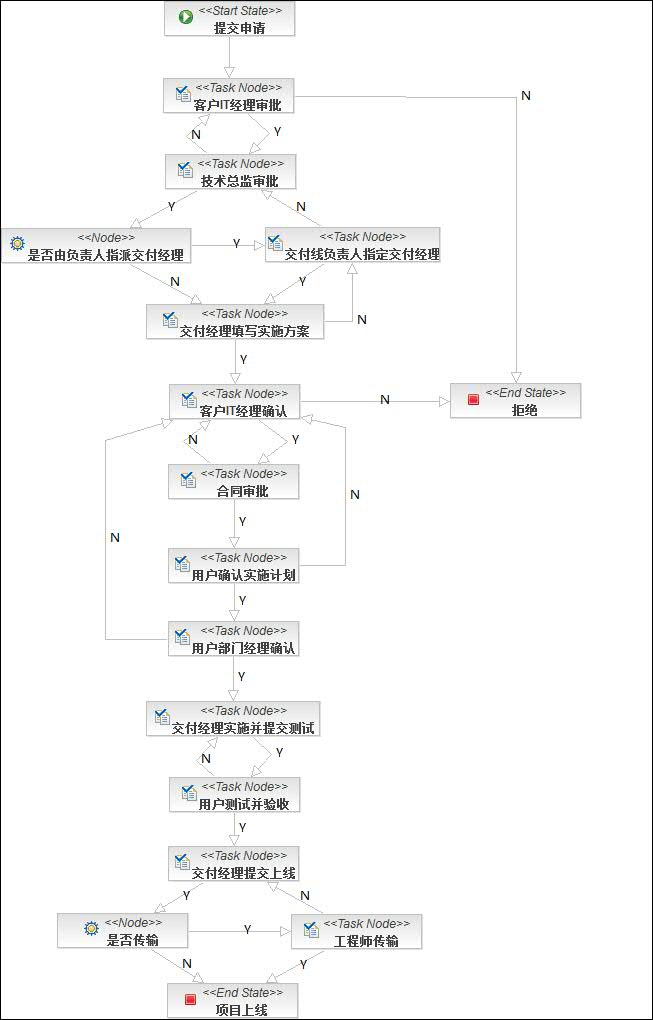 <<Start State>>
提交申请
<<Task Node>>
客户IT经理审批
N
N
Y
<<Task Node>>
技术总监审批
Y
N
<<Node>>
是否由负责人指派交付经理
Y
<<Task Node>>
交付线负责人指定交付经理
N
Y
<<Task Node>>
交付经理填写实施方案
N
Y
<<Task Node>>
客户IT经理确认
N
<<End State>>
拒绝
N
Y
<<Task Node>>
合同审批
N
Y
N
<<Task Node>>
用户确认实施计划
Y
<<Task Node>>
用户部门经理确认
Y
<<Task Node>>
交付经理实施并提交测试
N
Y
<<Task Node>>
用户测试并验收
Y
<<Task Node>>
交付经理提交上线
Y
N
<<Node>>
是否传输
Y
<<Task Node>>
工程师传输
N
Y
<<End State>>
项目上线